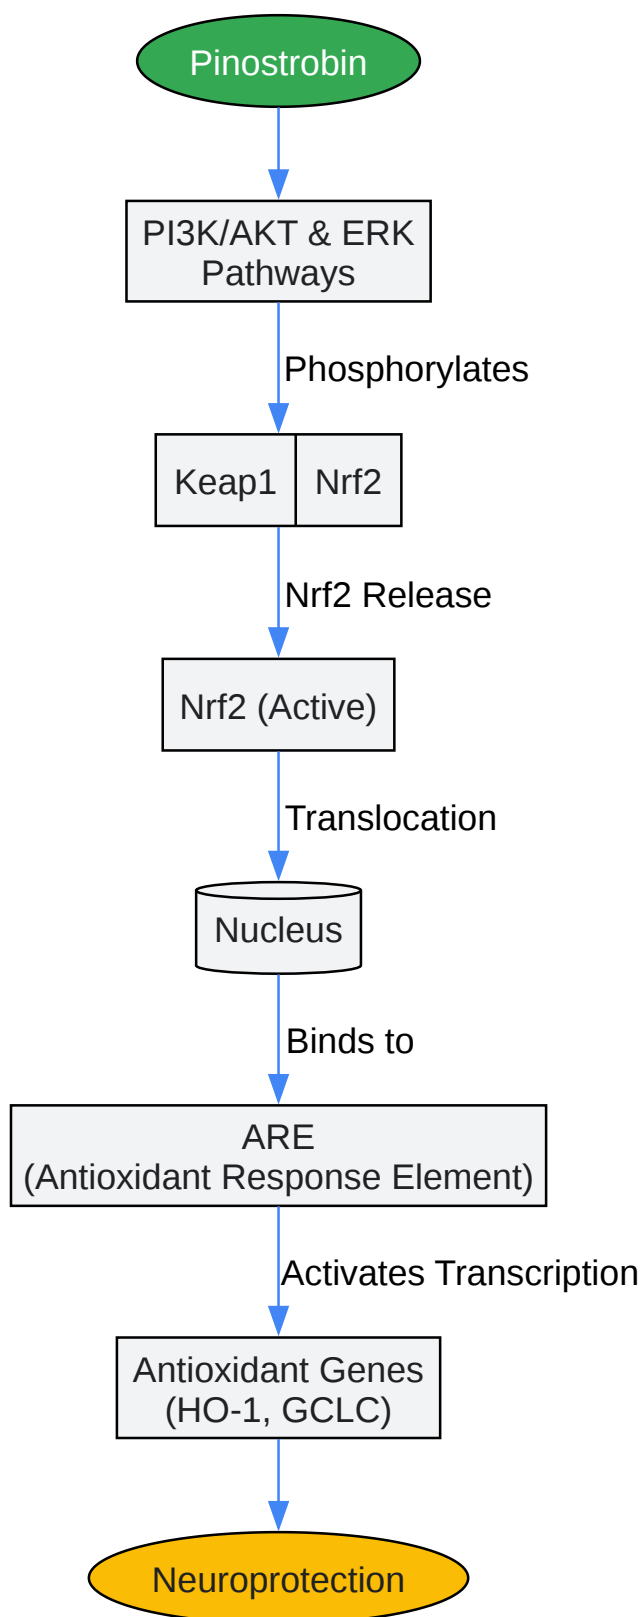 Pinostrobin
PI3K/AKT & ERK
Pathways
Phosphorylates
Keap1
Nrf2
Nrf2 Release
Nrf2 (Active)
Translocation
Nucleus
Binds to
ARE
(Antioxidant Response Element)
Activates Transcription
Antioxidant Genes
(HO-1, GCLC)
Neuroprotection